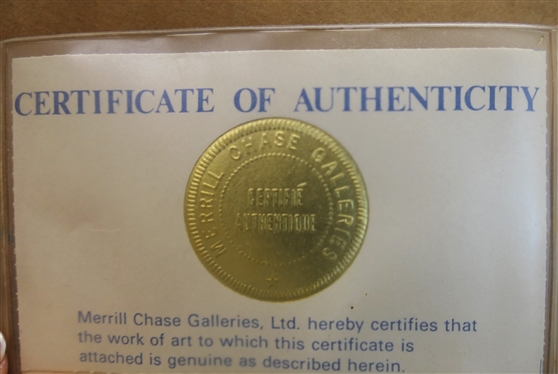 CERTIFICATE OF AUTHENTICITY
MERRILL CHASE GALLERIES
CERTIFIÉ
AUTHENTIQUE
Merrill Chase Galleries, Ltd. hereby certifies that
the work of art to which this certificate is
attached is genuine as described herein.